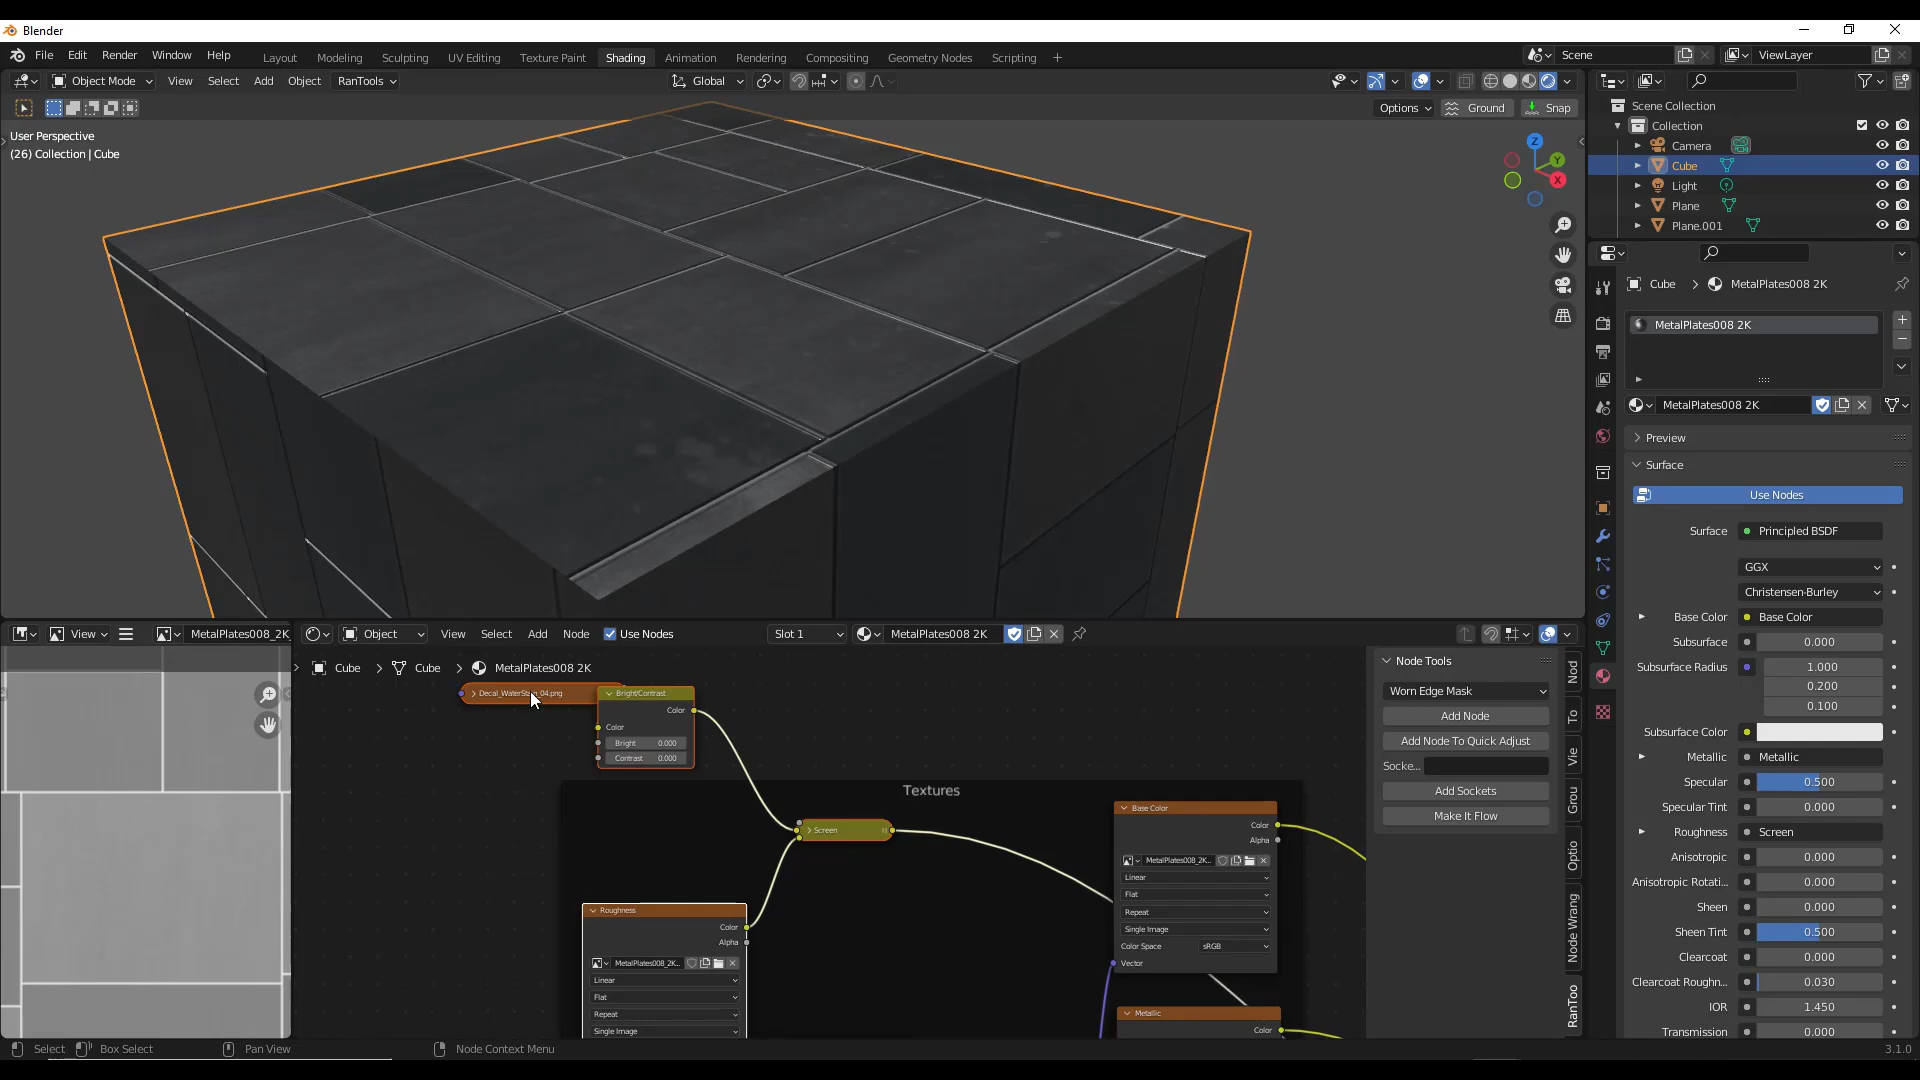 Blender
File Edit Render Window Help
Layout Modeling Sculpting UV Editing Texture Paint Shading Animation Rendering Compositing Geometry Nodes Scripting +
Scene
ViewLayer
Object Mode View Select Add Object RanTools
Global
Options Ground Snap
User Perspective
(26) Collection | Cube
Z
Y
X
Scene Collection
Collection
Camera
Cube
Light
Plane
Plane.001
Cube > MetalPlates008 2K
MetalPlates008 2K
MetalPlates008 2K
Preview
Surface
Use Nodes
Surface Principled BSDF
GGX
Christensen-Burley
Base Color Base Color
Subsurface 0.000
Subsurface Radius 1.000
0.200
0.100
Subsurface Color
Metallic Metallic
Specular 0.500
Specular Tint 0.000
Roughness Screen
Anisotropic 0.000
Anisotropic Rotati... 0.000
Sheen 0.000
Sheen Tint 0.500
Clearcoat 0.000
Clearcoat Roughn... 0.030
IOR 1.450
Transmission 0.000
View MetalPlates008_2K
Object View Select Add Node Use Nodes Slot 1 MetalPlates008 2K
Cube > Cube > MetalPlates008 2K
Bright/Contrast
Color
Color
Bright 0.000
Contrast 0.000
Textures
Screen
Roughness
Color
Alpha
MetalPlates008_2K...
Linear
Flat
Repeat
Single Image
Base Color
Color
Alpha
MetalPlates008_2K...
Linear
Flat
Repeat
Single Image
Color Space sRGB
Vector
Metallic
Color
Node Tools
Worn Edge Mask
Add Node
Add Node To Quick Adjust
Socke...
Add Sockets
Make It Flow
Nod
To
Vie
Grou
Optio
Node Wrang
RanToo
Select Box Select Pan View Node Context Menu 3.1.0